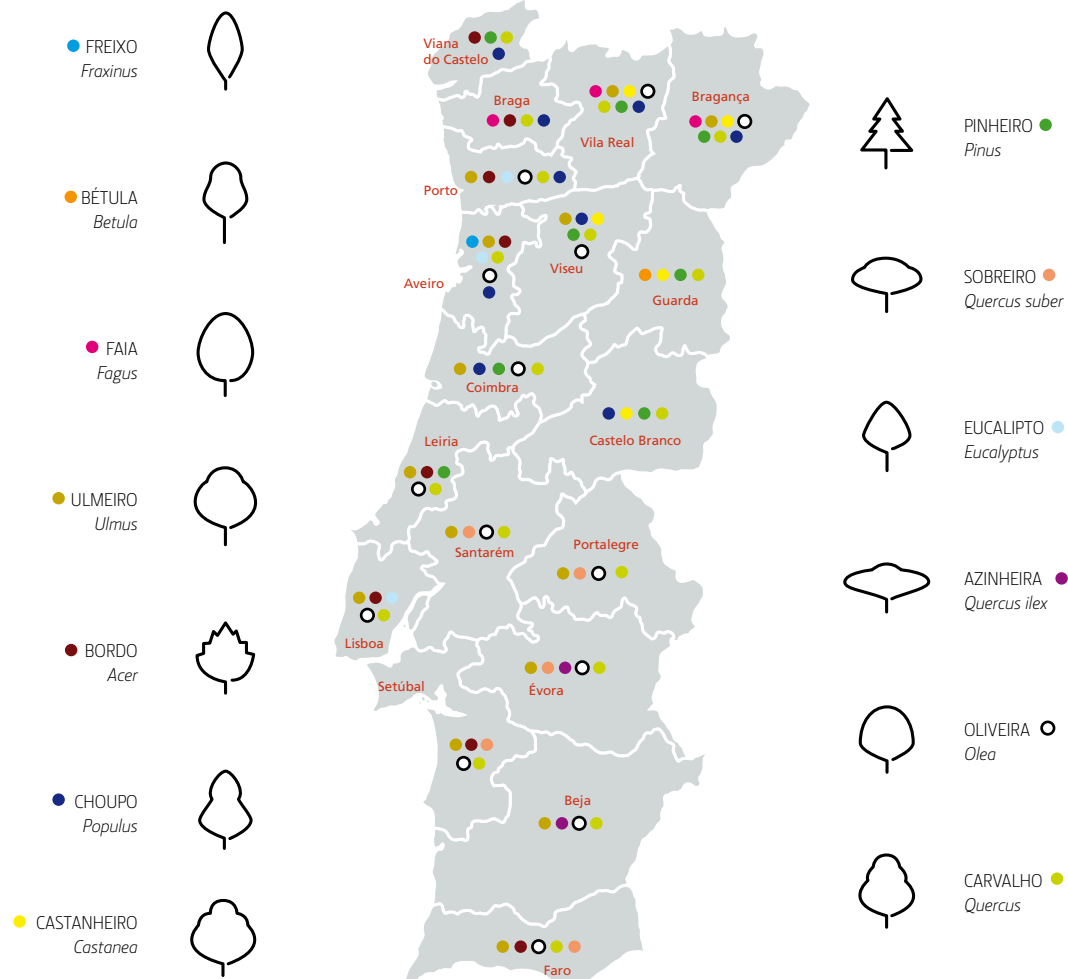 FREIXO
Fraxinus
BÉTULA
Betula
FAIA
Fagus
ULMEIRO
Ulmus
BORDO
Acer
CHOUPO
Populus
CASTANHEIRO
Castanea
Viana
do Castelo
Braga
Vila Real
Bragança
Porto
Aveiro
Viseu
Guarda
Coimbra
Castelo Branco
Leiria
Santarém
Portalegre
Lisboa
Setúbal
Évora
Beja
Faro
PINHEIRO
Pinus
SOBREIRO
Quercus suber
EUCALIPTO
Eucalyptus
AZINHEIRA
Quercus ilex
OLIVEIRA
Olea
CARVALHO
Quercus